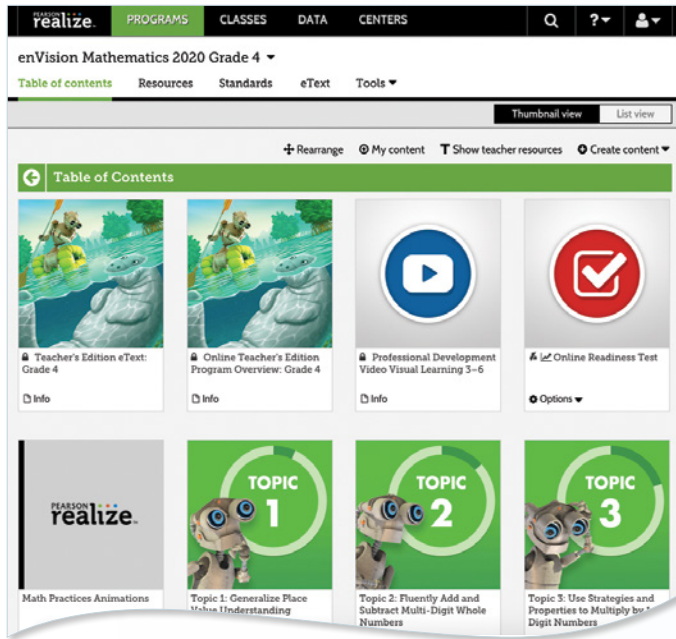 PEARSON
realize.
PROGRAMS
CLASSES
DATA
CENTERS
?
enVision Mathematics 2020 Grade 4
Table of contents
Resources
Standards
eText
Tools
Thumbnail view
List view
Rearrange
My content
Show teacher resources
Create content
Table of Contents
Teacher's Edition eText:
Grade 4
Info
Online Teacher's Edition
Program Overview: Grade 4
Info
Professional Development
Video Visual Learning 3–6
Info
Online Readiness Test
Options
PEARSON
realize.
Math Practices Animations
TOPIC
1
Topic 1: Generalize Place
Value Understanding
TOPIC
2
Topic 2: Fluently Add and
Subtract Multi-Digit Whole
Numbers
TOPIC
3
Topic 3: Use Strategies and
Properties to Multiply by
Digit Numbers